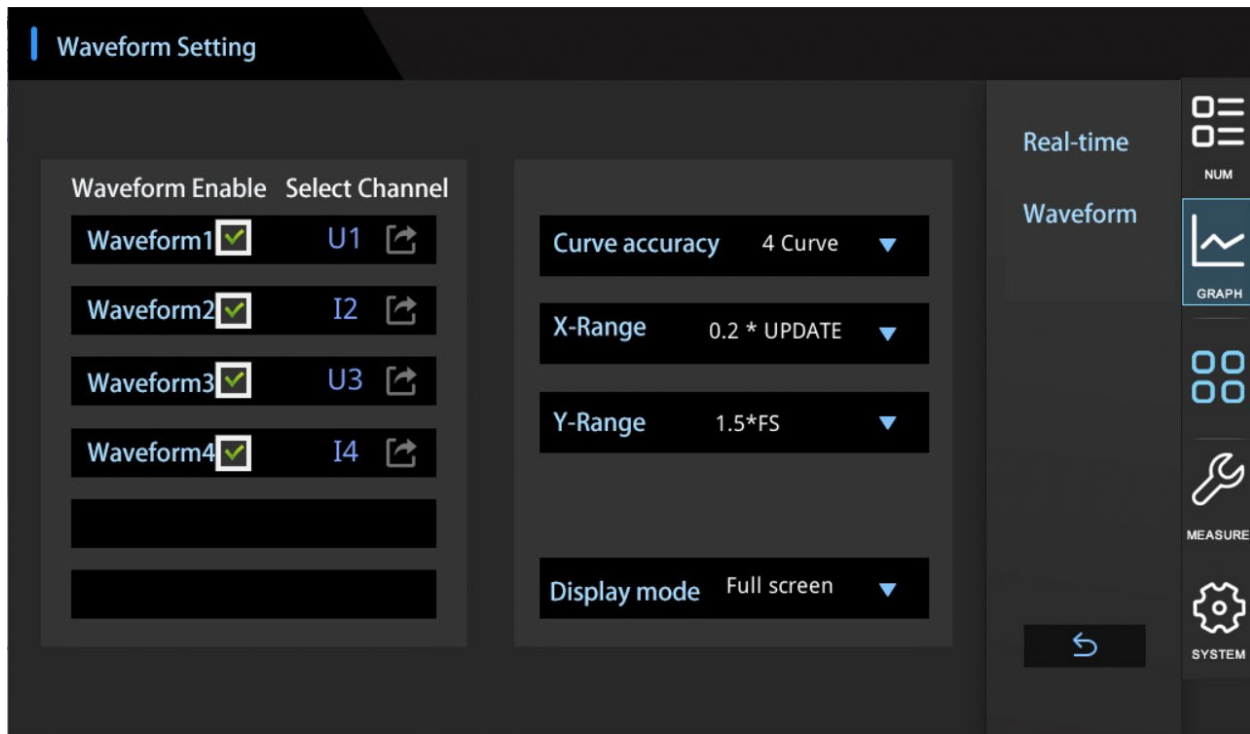 Waveform Setting
Waveform Enable Select Channel
Waveform1 U1
Waveform2 I2
Waveform3 U3
Waveform4 I4
Curve accuracy 4 Curve
X-Range 0.2 * UPDATE
Y-Range 1.5*FS
Display mode Full screen
Real-time
Waveform
NUM
GRAPH
MEASURE
SYSTEM